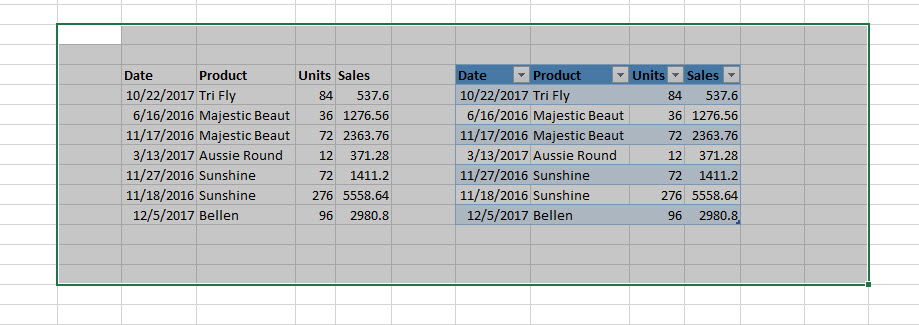 Date Product Units Sales Date Product Units Sales
10/22/2017 Tri Fly 84 537.6 10/22/2017 Tri Fly 84 537.6
6/16/2016 Majestic Beaut 36 1276.56 6/16/2016 Majestic Beaut 36 1276.56
11/17/2016 Majestic Beaut 72 2363.76 11/17/2016 Majestic Beaut 72 2363.76
3/13/2017 Aussie Round 12 371.28 3/13/2017 Aussie Round 12 371.28
11/27/2016 Sunshine 72 1411.2 11/27/2016 Sunshine 72 1411.2
11/18/2016 Sunshine 276 5558.64 11/18/2016 Sunshine 276 5558.64
12/5/2017 Bellen 96 2980.8 12/5/2017 Bellen 96 2980.8